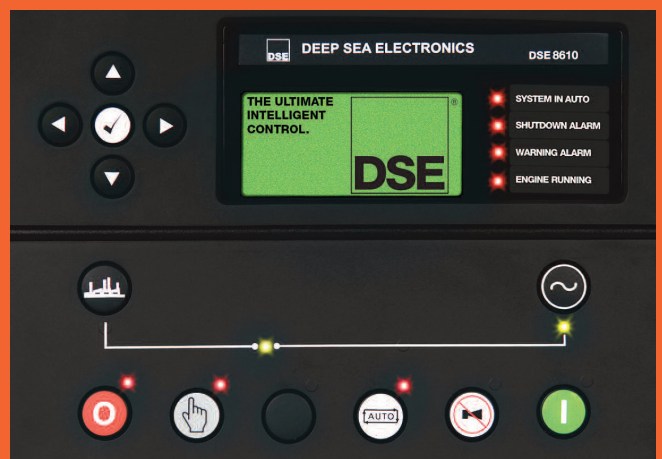 DSE
DEEP SEA ELECTRONICS
DSE 8610
THE ULTIMATE
INTELLIGENT
CONTROL.
®
DSE
SYSTEM IN AUTO
SHUTDOWN ALARM
WARNING ALARM
ENGINE RUNNING
O
AUTO
I